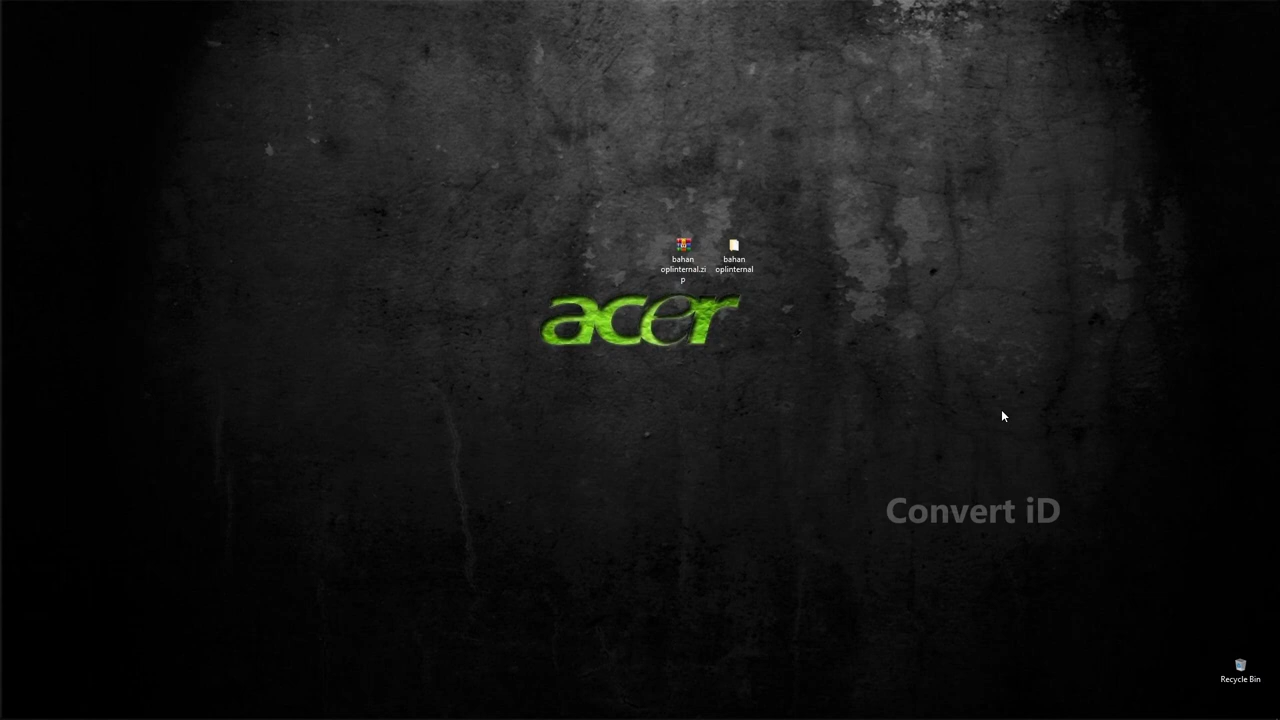 bahan
oplinternal.zi
p
bahan
oplinternal
acer
Convert iD
Recycle Bin